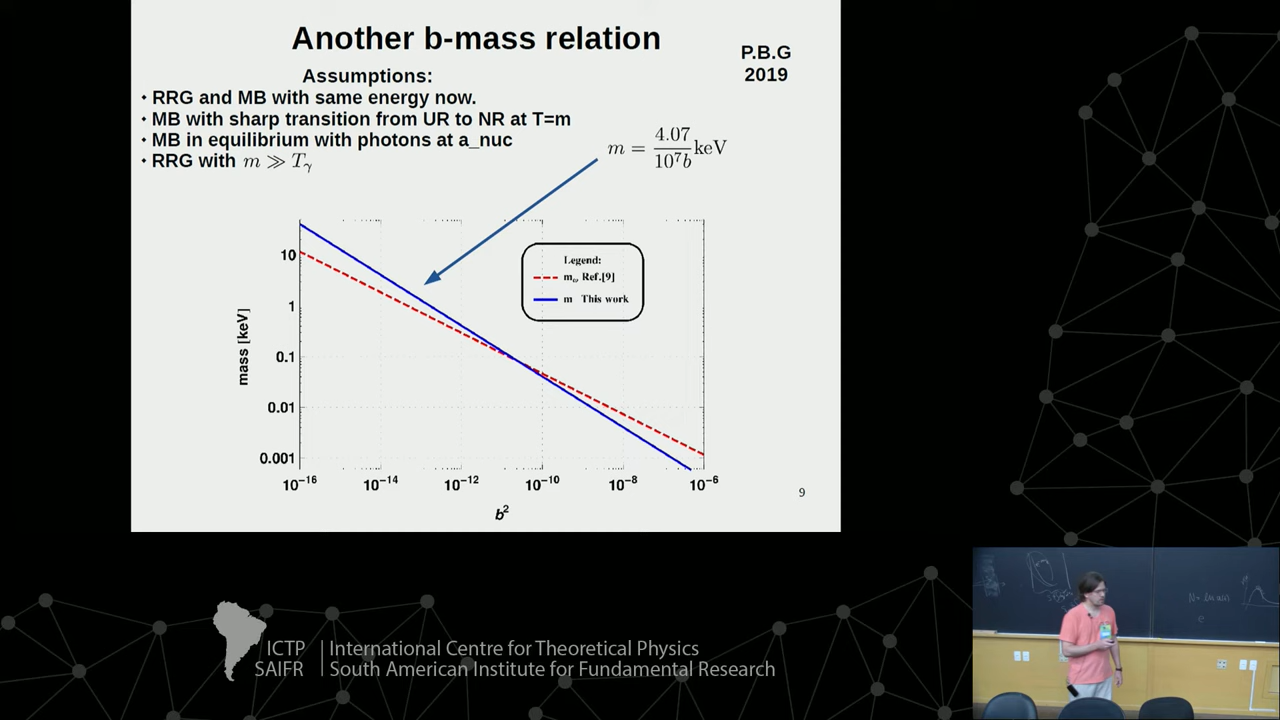 Another b-mass relation
P.B.G
2019
Assumptions:
• RRG and MB with same energy now.
• MB with sharp transition from UR to NR at T=m
• MB in equilibrium with photons at a_nuc
• RRG with m ≫ Tγ
m = 4.07/10⁷b keV
Legend:
Ref.[9]
m This work
mass [keV]
10
1
0.1
0.01
0.001
10⁻¹⁶ 10⁻¹⁴ 10⁻¹² 10⁻¹⁰ 10⁻⁸ 10⁻⁶
b²
9
ICTP
SAIFR
International Centre for Theoretical Physics
South American Institute for Fundamental Research